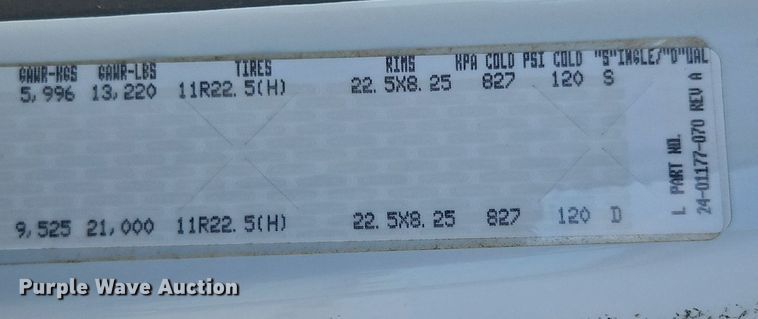 GAWR-KGS GAWR-LBS TIRES RIMS KPA COLD PSI COLD "S"INGLE/"D"UAL
5,996 13,220 11R22.5(H) 22.5X8.25 827 120 S
9,525 21,000 11R22.5(H) 22.5X8.25 827 120 D
L PART NO.
24-01177-070 REV A
Purple Wave Auction